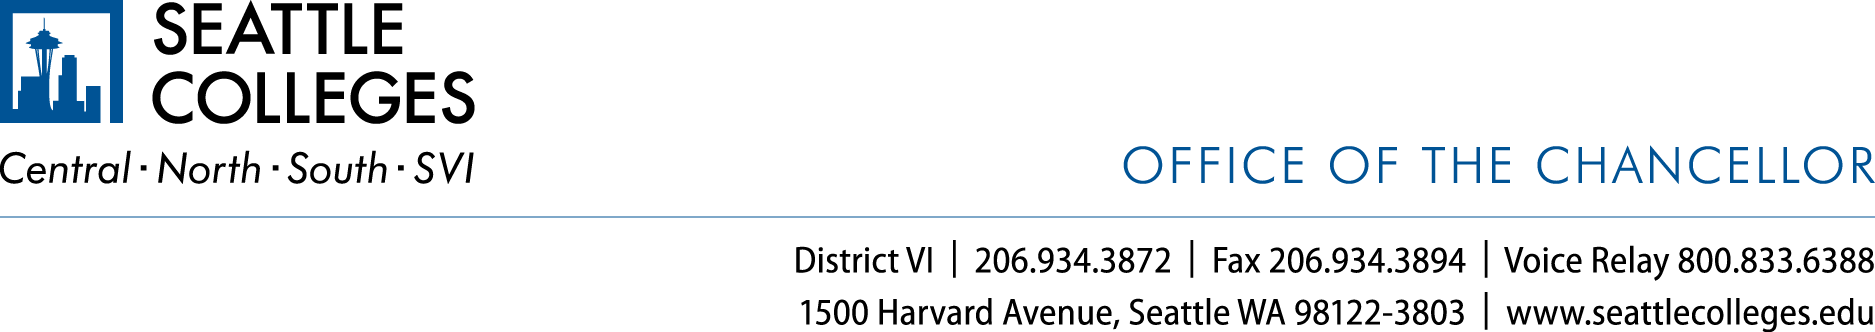 SEATTLE
COLLEGES
Central · North · South · SVI
OFFICE OF THE CHANCELLOR
District VI | 206.934.3872 | Fax 206.934.3894 | Voice Relay 800.833.6388
1500 Harvard Avenue, Seattle WA 98122-3803 | www.seattlecolleges.edu